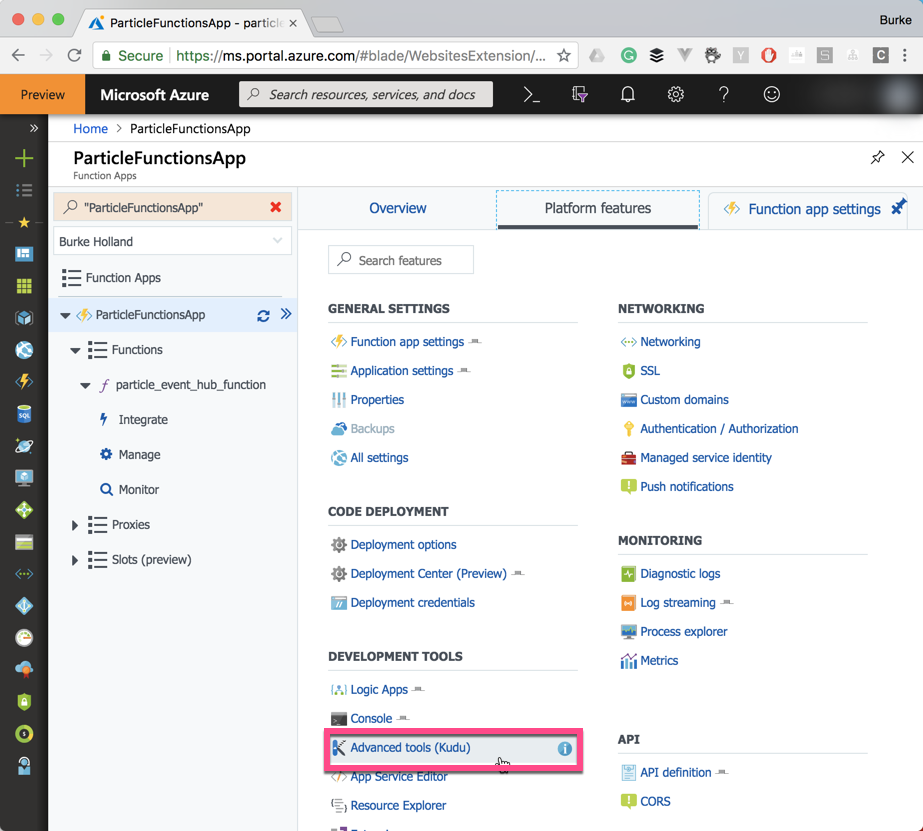 ParticleFunctionsApp - particle
Burke
Secure
https://ms.portal.azure.com/#blade/WebsitesExtension/...
Preview
Microsoft Azure
Search resources, services, and docs
Home > ParticleFunctionsApp
ParticleFunctionsApp
Function Apps
"ParticleFunctionsApp"
Burke Holland
Function Apps
ParticleFunctionsApp
Functions
particle_event_hub_function
Integrate
Manage
Monitor
Proxies
Slots (preview)
Overview
Platform features
Function app settings
Search features
GENERAL SETTINGS
Function app settings
Application settings
Properties
Backups
All settings
CODE DEPLOYMENT
Deployment options
Deployment Center (Preview)
Deployment credentials
DEVELOPMENT TOOLS
Logic Apps
Console
Advanced tools (Kudu)
App Service Editor
Resource Explorer
NETWORKING
Networking
SSL
Custom domains
Authentication / Authorization
Managed service identity
Push notifications
MONITORING
Diagnostic logs
Log streaming
Process explorer
Metrics
API
API definition
CORS